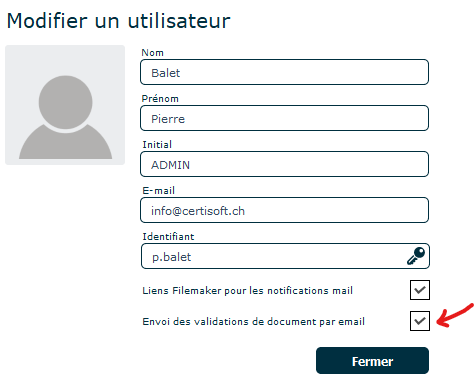 Modifier un utilisateur
Nom
Balet
Prénom
Pierre
Initial
ADMIN
E-mail
info@certisoft.ch
Identifiant
p.balet
Liens Filemaker pour les notifications mail
Envoi des validations de document par email
Fermer